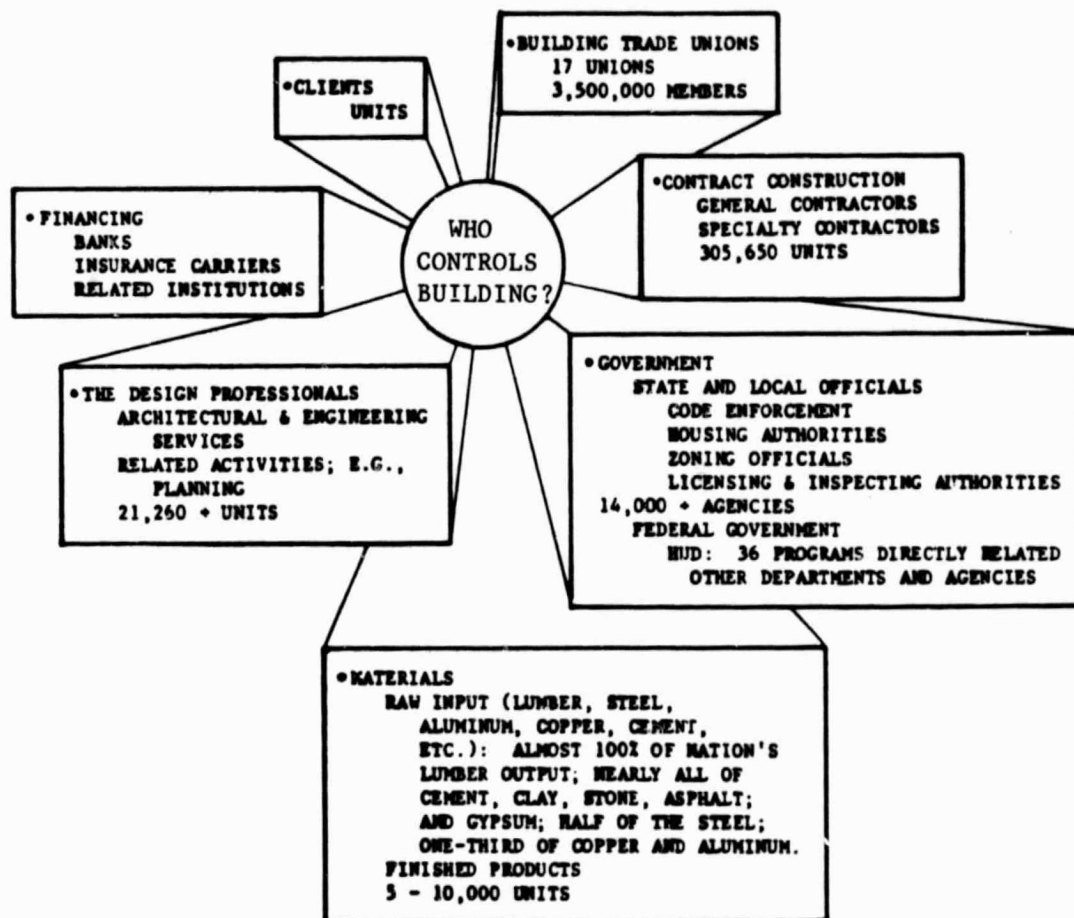 •BUILDING TRADE UNIONS
17 UNIONS
3,500,000 MEMBERS
•CLIENTS
UNITS
•CONTRACT CONSTRUCTION
GENERAL CONTRACTORS
SPECIALTY CONTRACTORS
305,650 UNITS
•FINANCING
BANKS
INSURANCE CARRIERS
RELATED INSTITUTIONS
WHO
CONTROLS
BUILDING?
•GOVERNMENT
STATE AND LOCAL OFFICIALS
CODE ENFORCEMENT
HOUSING AUTHORITIES
ZONING OFFICIALS
LICENSING & INSPECTING AUTHORITIES
14,000 + AGENCIES
FEDERAL GOVERNMENT
HUD: 36 PROGRAMS DIRECTLY RELATED
OTHER DEPARTMENTS AND AGENCIES
•THE DESIGN PROFESSIONALS
ARCHITECTURAL & ENGINEERING
SERVICES
RELATED ACTIVITIES; E.G.,
PLANNING
21,260 + UNITS
•MATERIALS
RAW INPUT (LUMBER, STEEL,
ALUMINUM, COPPER, CEMENT,
ETC.): ALMOST 100% OF NATION'S
LUMBER OUTPUT; NEARLY ALL OF
CEMENT, CLAY, STONE, ASPHALT;
AND GYPSUM; HALF OF THE STEEL;
ONE-THIRD OF COPPER AND ALUMINUM.
FINISHED PRODUCTS
5 - 10,000 UNITS